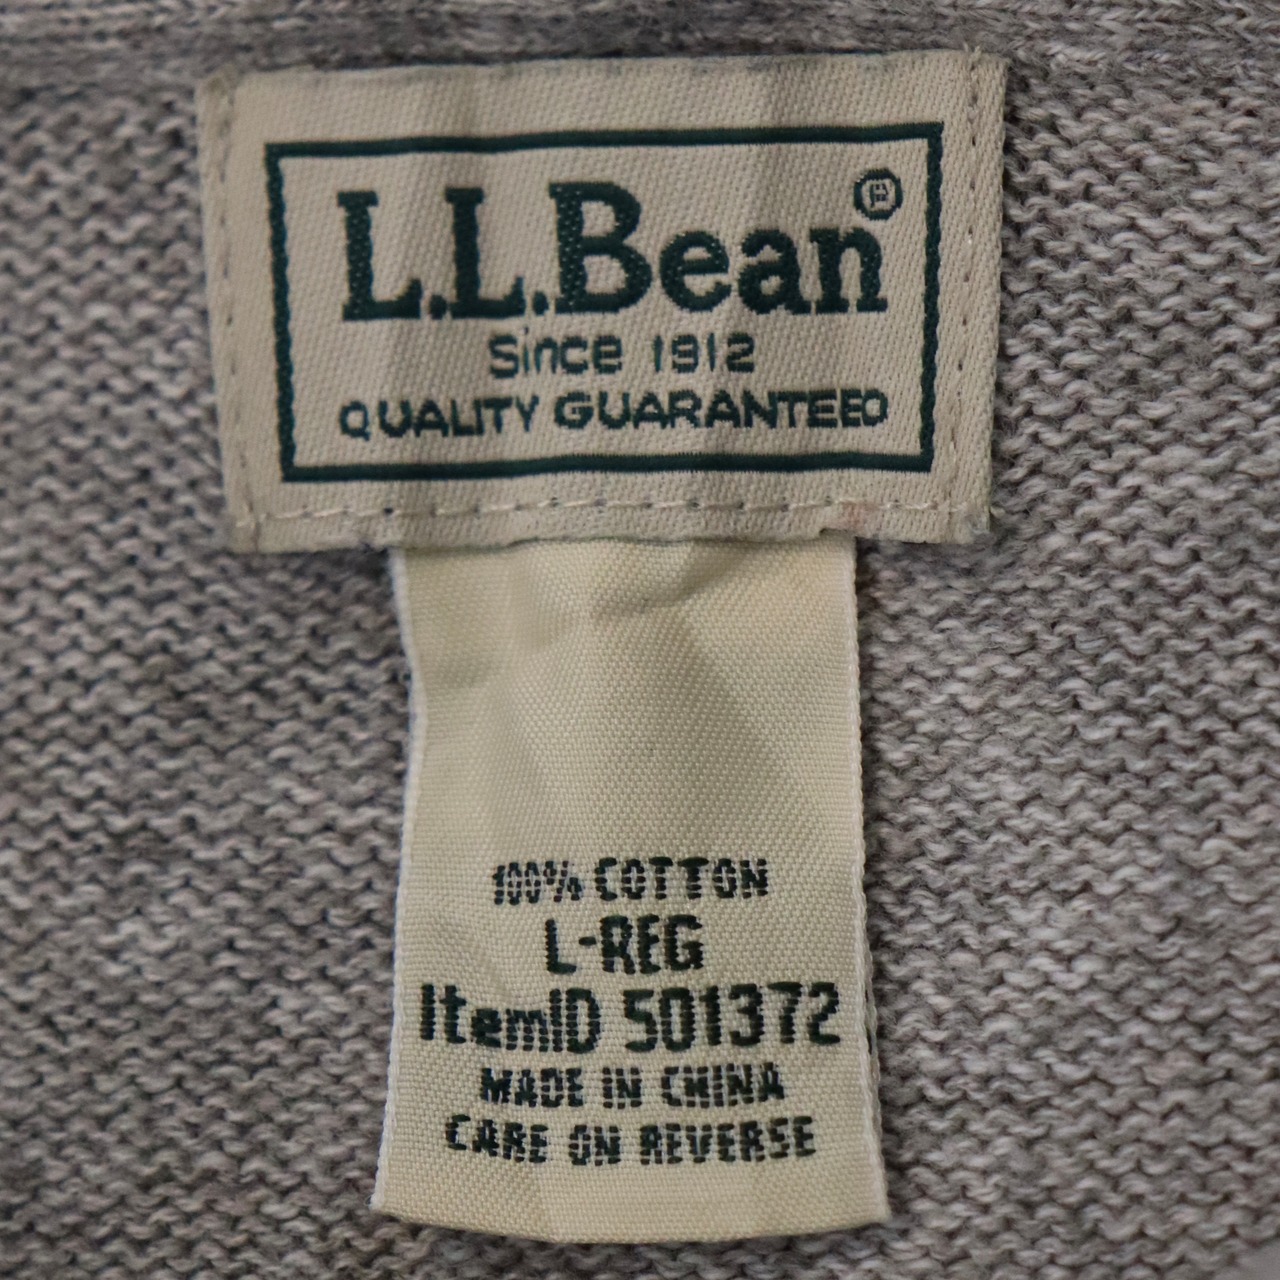 L.L.Bean®
Since 1912
QUALITY GUARANTEED
100% COTTON
L-REG
ItemID 501372
MADE IN CHINA
CARE ON REVERSE